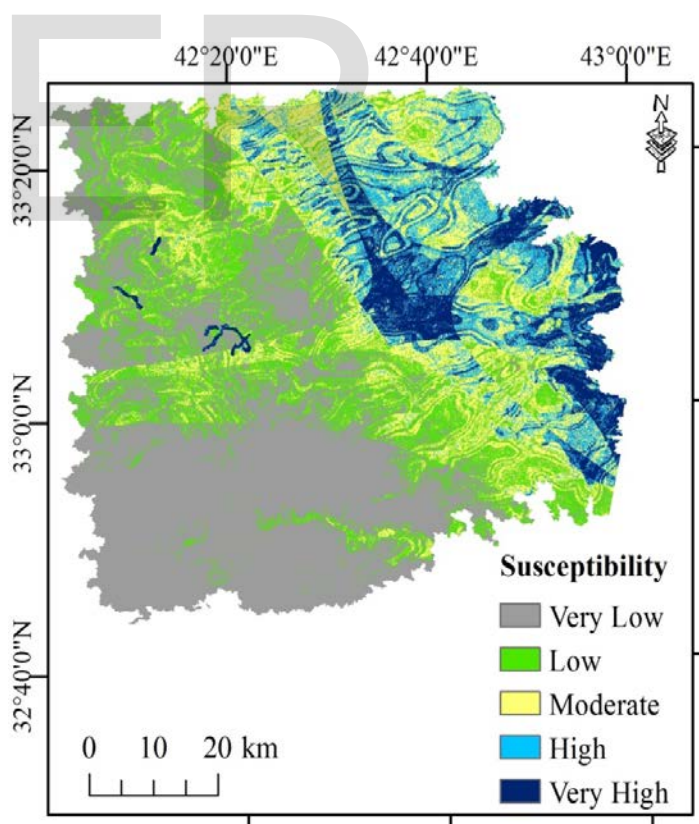 42°20'0"E 42°40'0"E 43°0'0"E
N
33°20'0"N
33°0'0"N
32°40'0"N
Susceptibility
Very Low
Low
Moderate
High
Very High
0 10 20 km